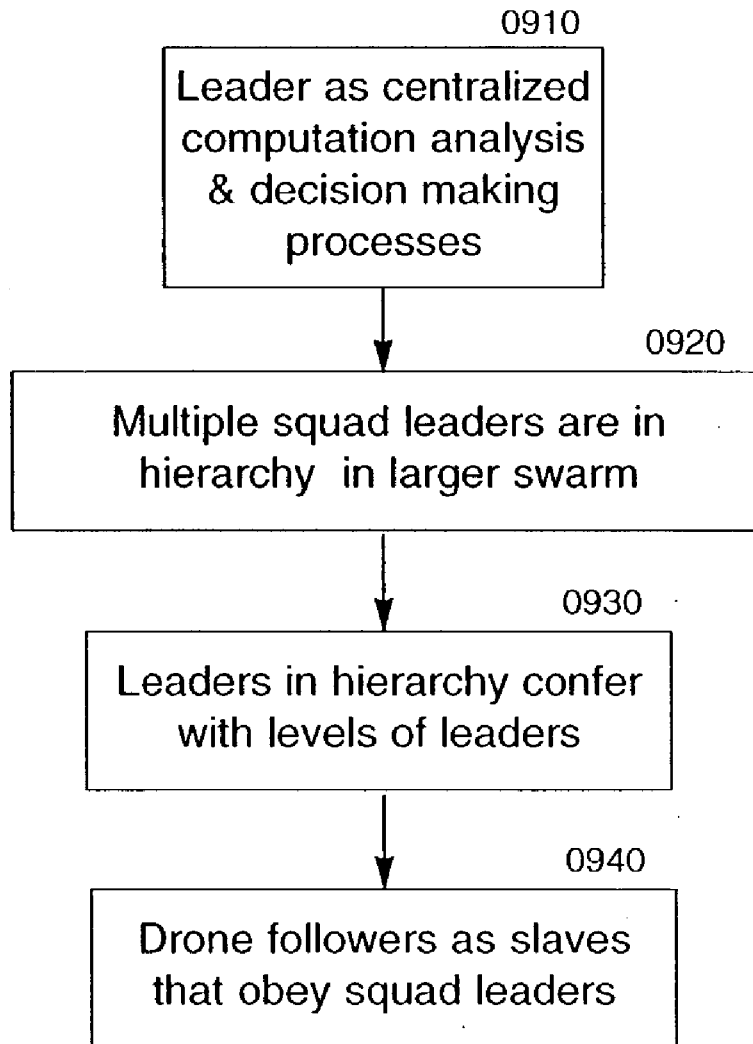 0910
Leader as centralized
computation analysis
& decision making
processes
0920
Multiple squad leaders are in
hierarchy in larger swarm
0930
Leaders in hierarchy confer
with levels of leaders
0940
Drone followers as slaves
that obey squad leaders